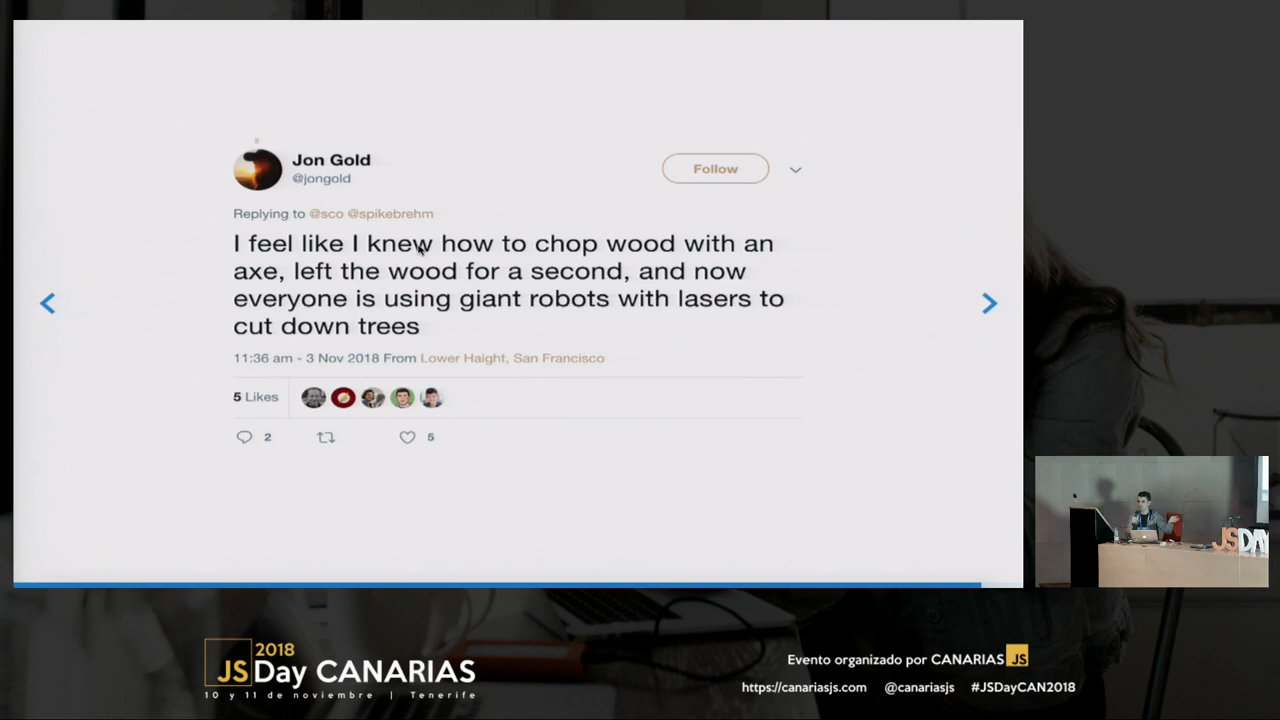 Jon Gold
@jongold
Follow
Replying to @sco @spikebrehm
I feel like I knew how to chop wood with an
axe, left the wood for a second, and now
everyone is using giant robots with lasers to
cut down trees
11:36 am - 3 Nov 2018 From Lower Haight, San Francisco
5 Likes
2
5
JSDAY
2018
JSDay CANARIAS
10 y 11 de noviembre | Tenerife
Evento organizado por CANARIAS JS
https://canariasjs.com @canariasjs #JSDayCAN2018